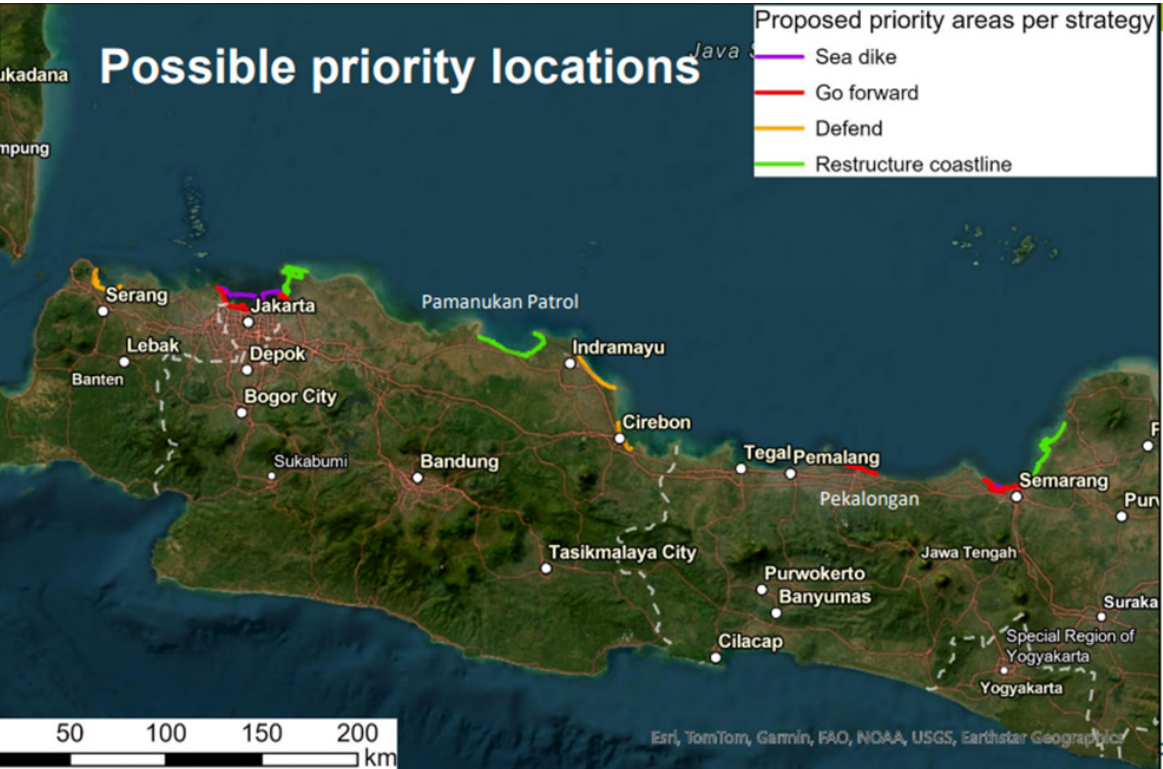 Possible priority locations
Java S
Proposed priority areas per strategy
Sea dike
Go forward
Defend
Restructure coastline
ukadana
mpung
Serang
Jakarta
Pamanukan Patrol
Lebak
Depok
Indramayu
Banten
Bogor City
Cirebon
Sukabumi
Bandung
Tegal
Pemalang
Semarang
Pekalongan
Pur
Tasikmalaya City
Jawa Tengah
Purwokerto
Banyumas
Suraka
Cilacap
Special Region of
Yogyakarta
Yogyakarta
50 100 150 200
km
Esri, TomTom, Garmin, FAO, NOAA, USGS, Earthstar Geographics